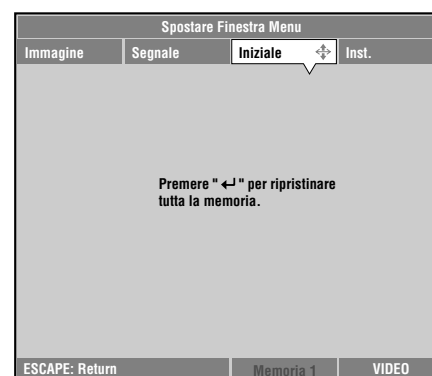 Spostare Finestra Menu
Immagine Segnale Iniziale Inst.
Premere "↵" per ripristinare
tutta la memoria.
ESCAPE: Return Memoria 1 VIDEO